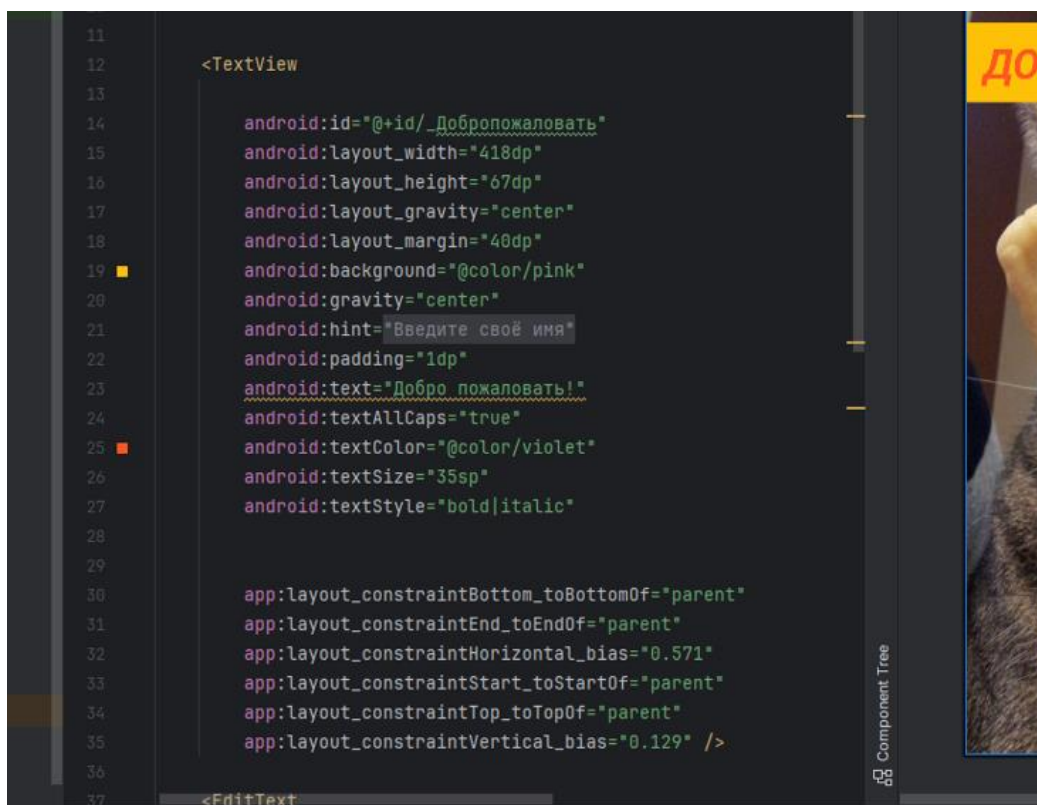 11
12 <TextView
13
14 android:id="@+id/_Добропожаловать"
15 android:layout_width="418dp"
16 android:layout_height="67dp"
17 android:layout_gravity="center"
18 android:layout_margin="40dp"
19 android:background="@color/pink"
20 android:gravity="center"
21 android:hint="Введите своё имя"
22 android:padding="1dp"
23 android:text="Добро пожаловать!"
24 android:textAllCaps="true"
25 android:textColor="@color/violet"
26 android:textSize="35sp"
27 android:textStyle="bold|italic"
28
29
30 app:layout_constraintBottom_toBottomOf="parent"
31 app:layout_constraintEnd_toEndOf="parent"
32 app:layout_constraintHorizontal_bias="0.571"
33 app:layout_constraintStart_toStartOf="parent"
34 app:layout_constraintTop_toTopOf="parent"
35 app:layout_constraintVertical_bias="0.129" />
36
37 <EditText
Component Tree
ДО